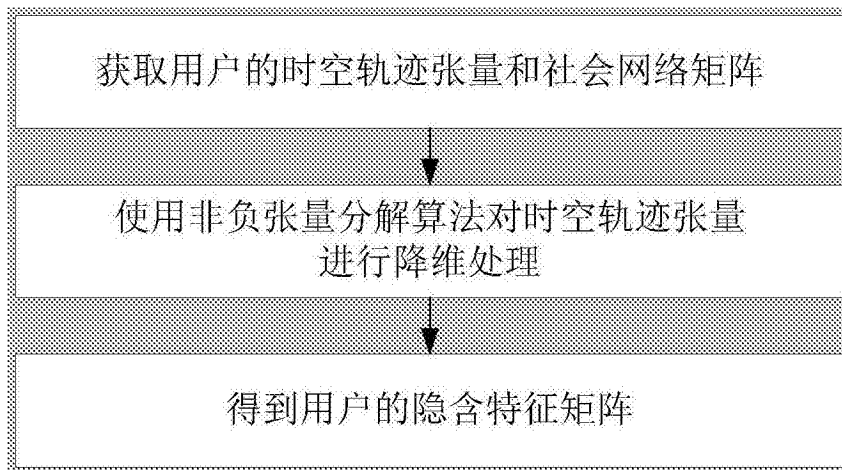 获取用户的时空轨迹张量和社会网络矩阵
使用非负张量分解算法对时空轨迹张量
进行降维处理
得到用户的隐含特征矩阵